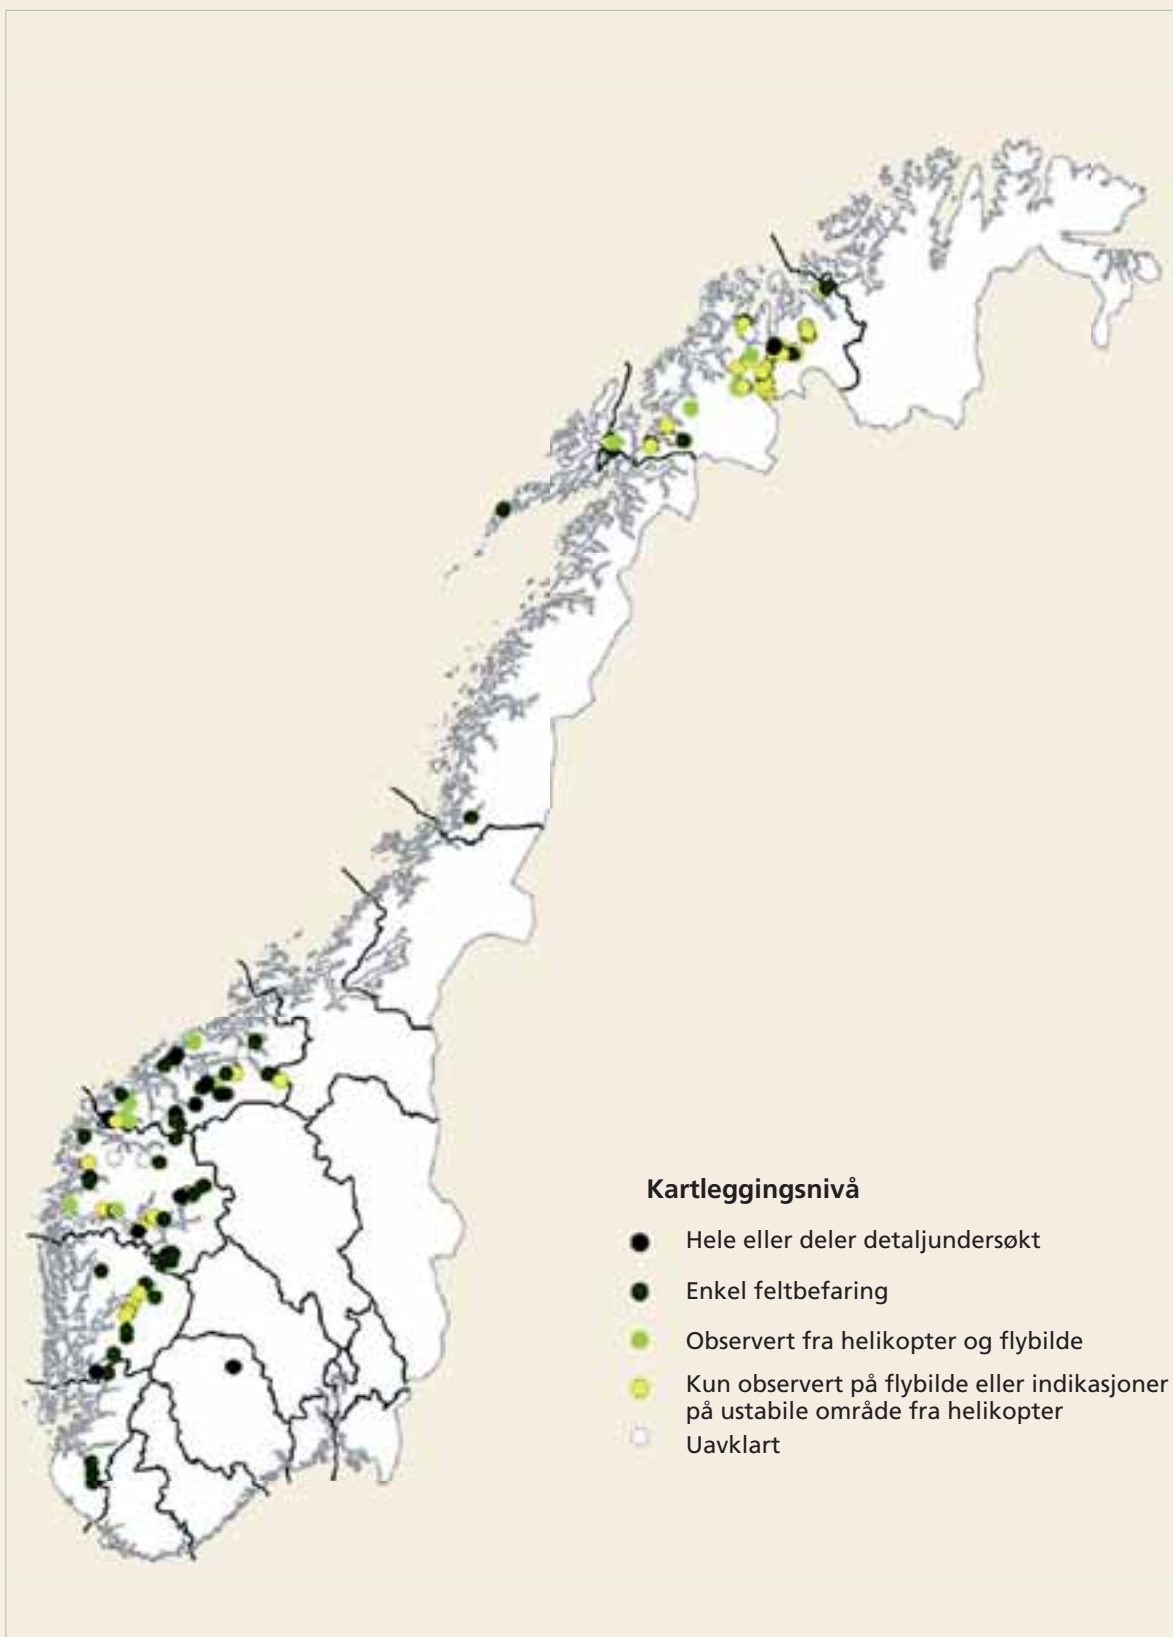 Kartleggingsnivå
Hele eller deler detaljundersøkt
Enkel feltbefaring
Observert fra helikopter og flybilde
Kun observert på flybilde eller indikasjoner
på ustabile område fra helikopter
Uavklart